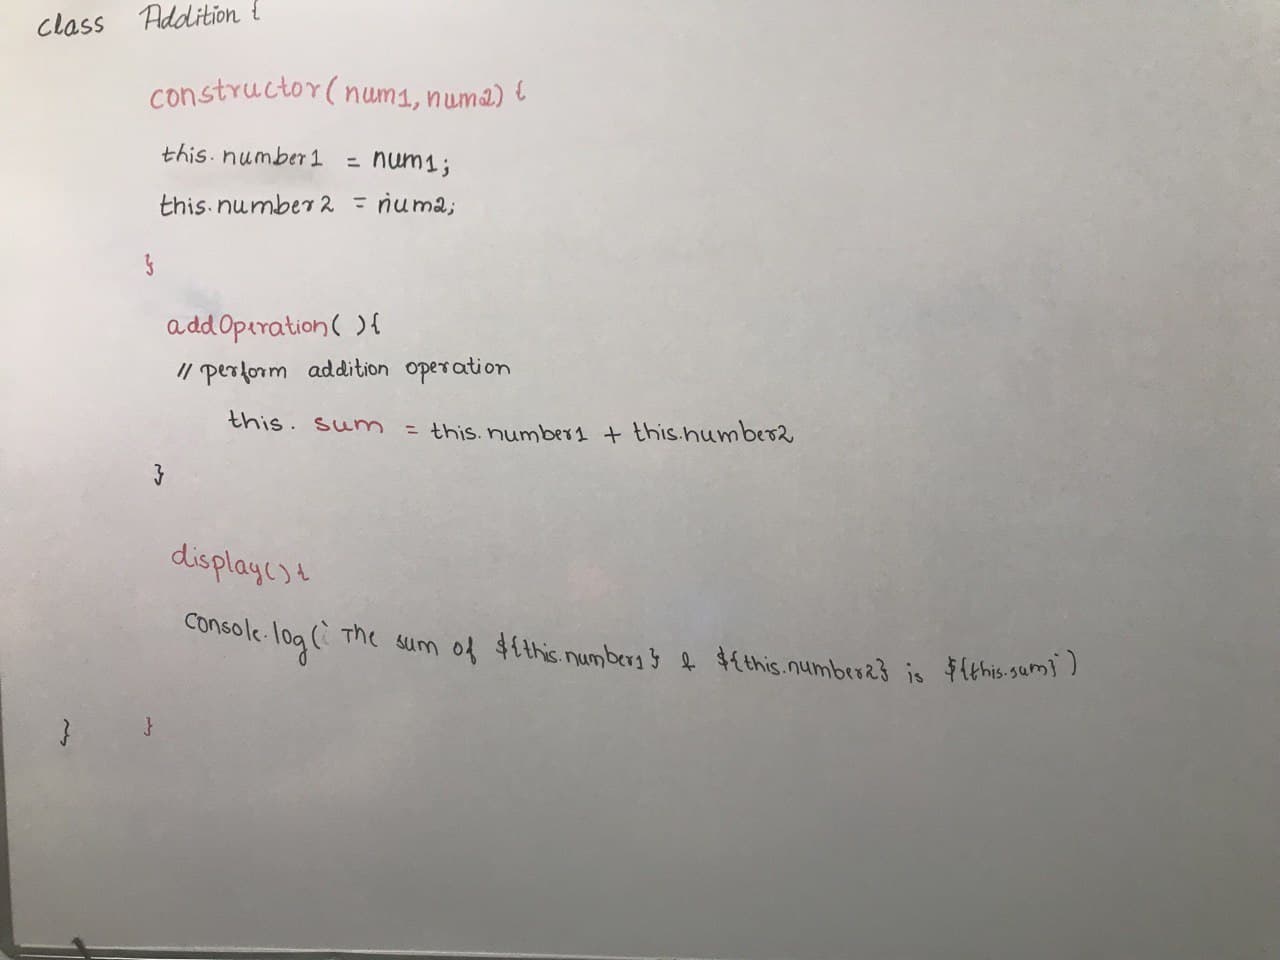 class Addition {
constructor(num1, num2) {
this.number1 = num1;
this.number2 = num2;
}
addOperation( ){
// perform addition operation
this. sum = this.number1 + this.number2
}
display() {
console.log(` The sum of ${this.number1} & ${this.number2} is ${this.sum}`)
} }